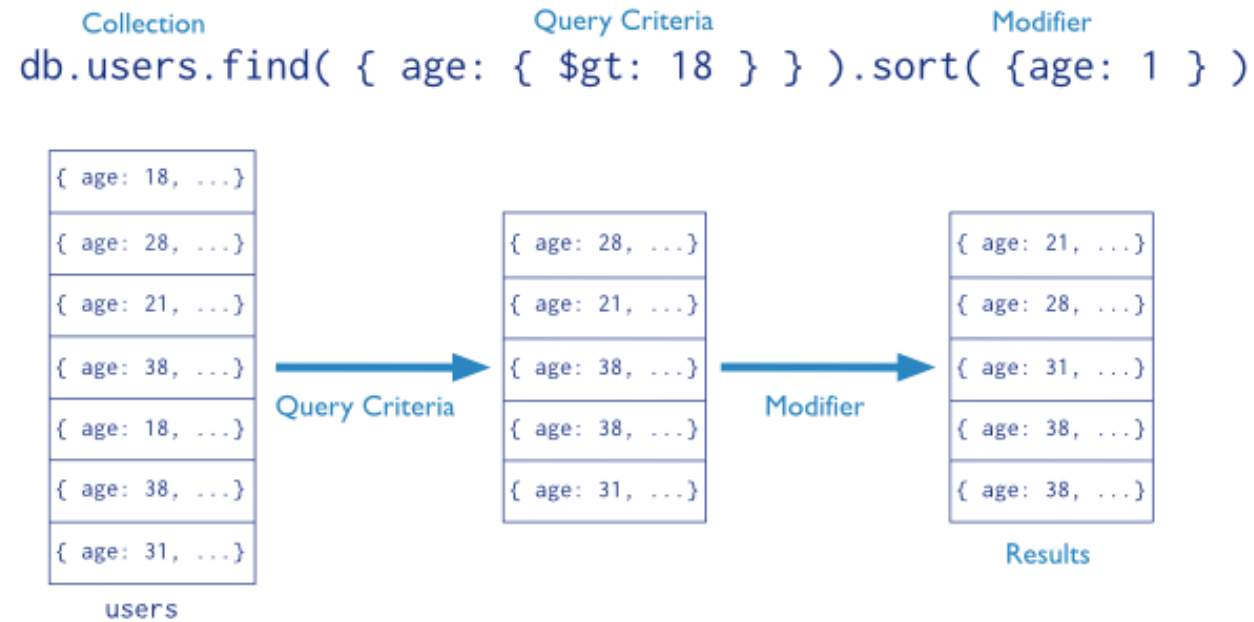 Collection Query Criteria Modifier
db.users.find( { age: { $gt: 18 } } ).sort( {age: 1 } )
{ age: 18, ...}
{ age: 28, ...}
{ age: 21, ...}
{ age: 38, ...}
{ age: 18, ...}
{ age: 38, ...}
{ age: 31, ...}
users
Query Criteria
{ age: 28, ...}
{ age: 21, ...}
{ age: 38, ...}
{ age: 38, ...}
{ age: 31, ...}
Modifier
{ age: 21, ...}
{ age: 28, ...}
{ age: 31, ...}
{ age: 38, ...}
{ age: 38, ...}
Results